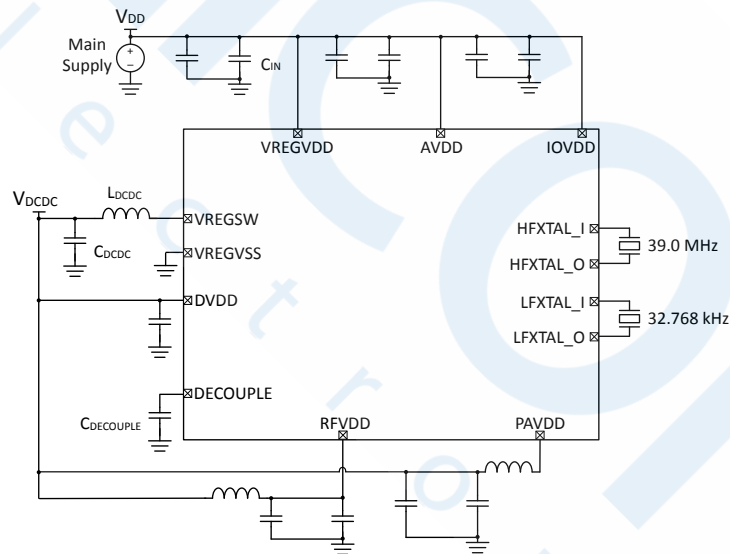 VDD
Main
Supply
CIN
VREGVDD
AVDD
IOVDD
VDCDC
LDCDC
VREGSW
HFXTAL_I
CDCDC
VREGVSS
39.0 MHz
HFXTAL_O
DVDD
LFXTAL_I
32.768 kHz
LFXTAL_O
DECOUPLE
CDECOUPLE
RFVDD
PAVDD